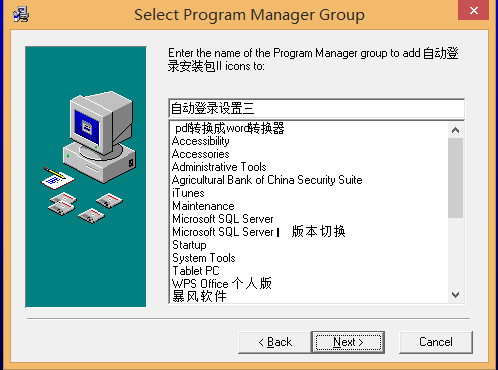 Select Program Manager Group
Enter the name of the Program Manager group to add 自动登
录安装包II icons to:
自动登录设置三
pdf转换成word转换器
Accessibility
Accessories
Administrative Tools
Agricultural Bank of China Security Suite
iTunes
Maintenance
Microsoft SQL Server
Microsoft SQL Server 版本切换
Startup
System Tools
Tablet PC
WPS Office 个人版
暴风软件
< Back
Next >
Cancel